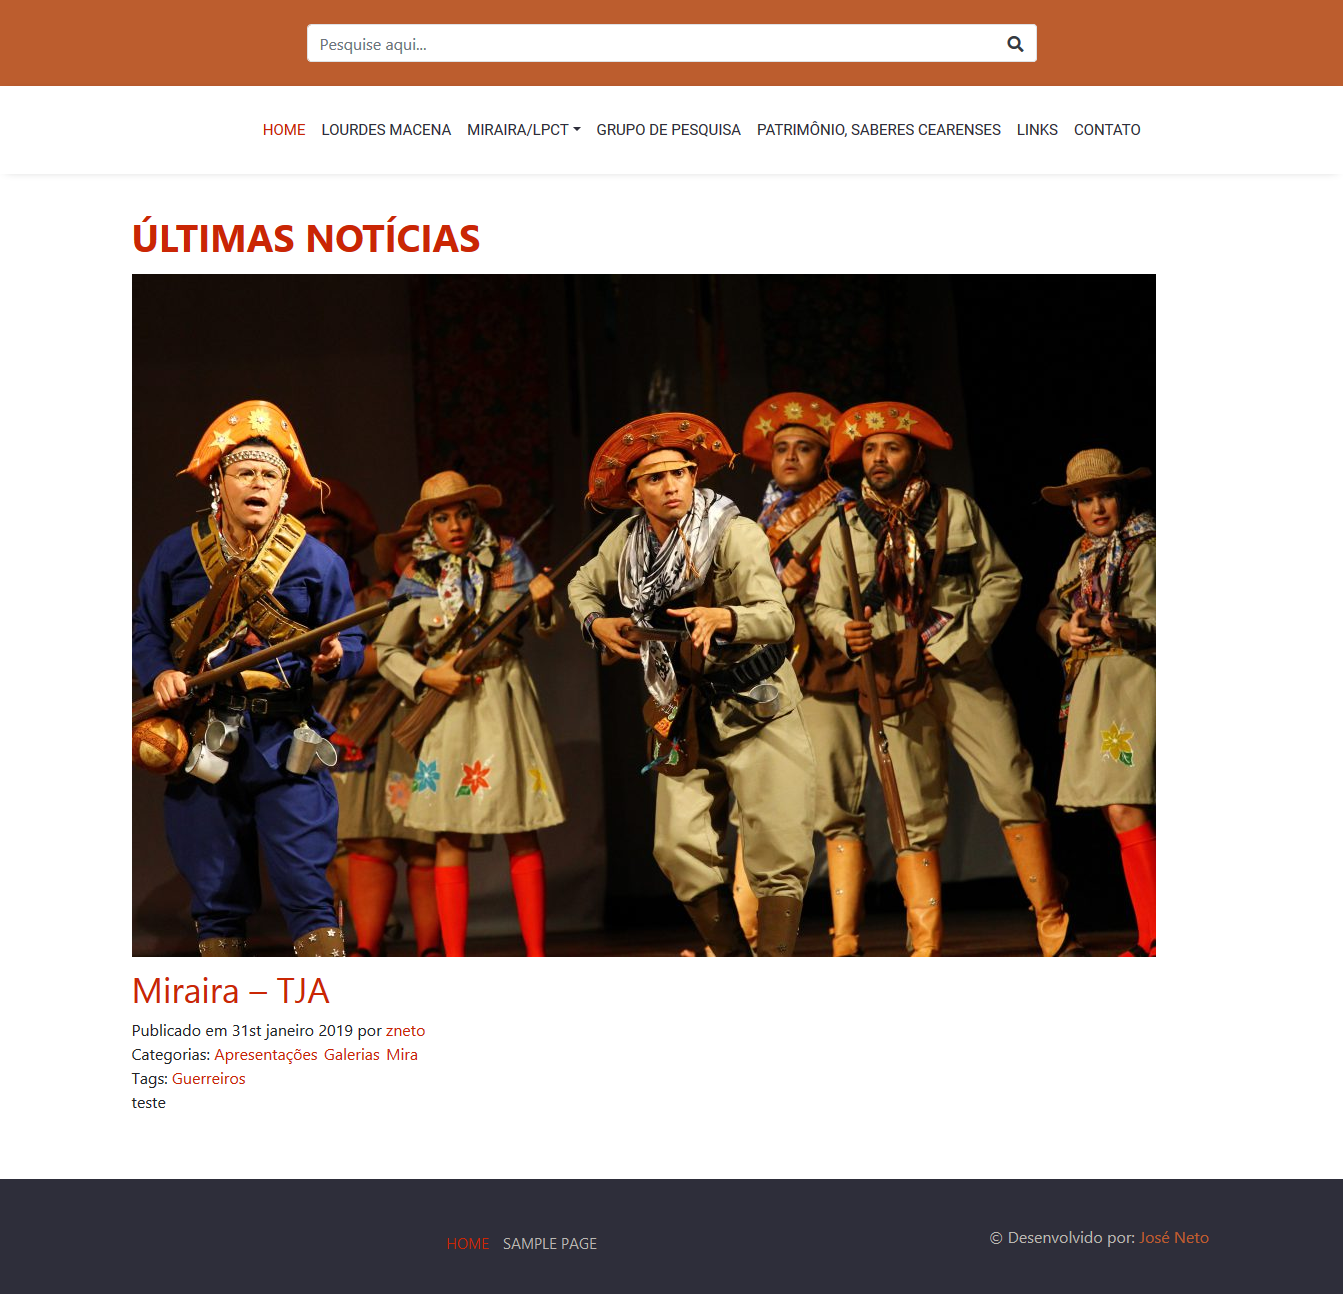 Pesquise aqui...
HOME LOURDES MACENA MIRAIRA/LPCT GRUPO DE PESQUISA PATRIMÔNIO, SABERES CEARENSES LINKS CONTATO
ÚLTIMAS NOTÍCIAS
Miraira – TJA
Publicado em 31st janeiro 2019 por zneto
Categorias: Apresentações Galerias Mira
Tags: Guerreiros
teste
HOME SAMPLE PAGE
© Desenvolvido por: José Neto